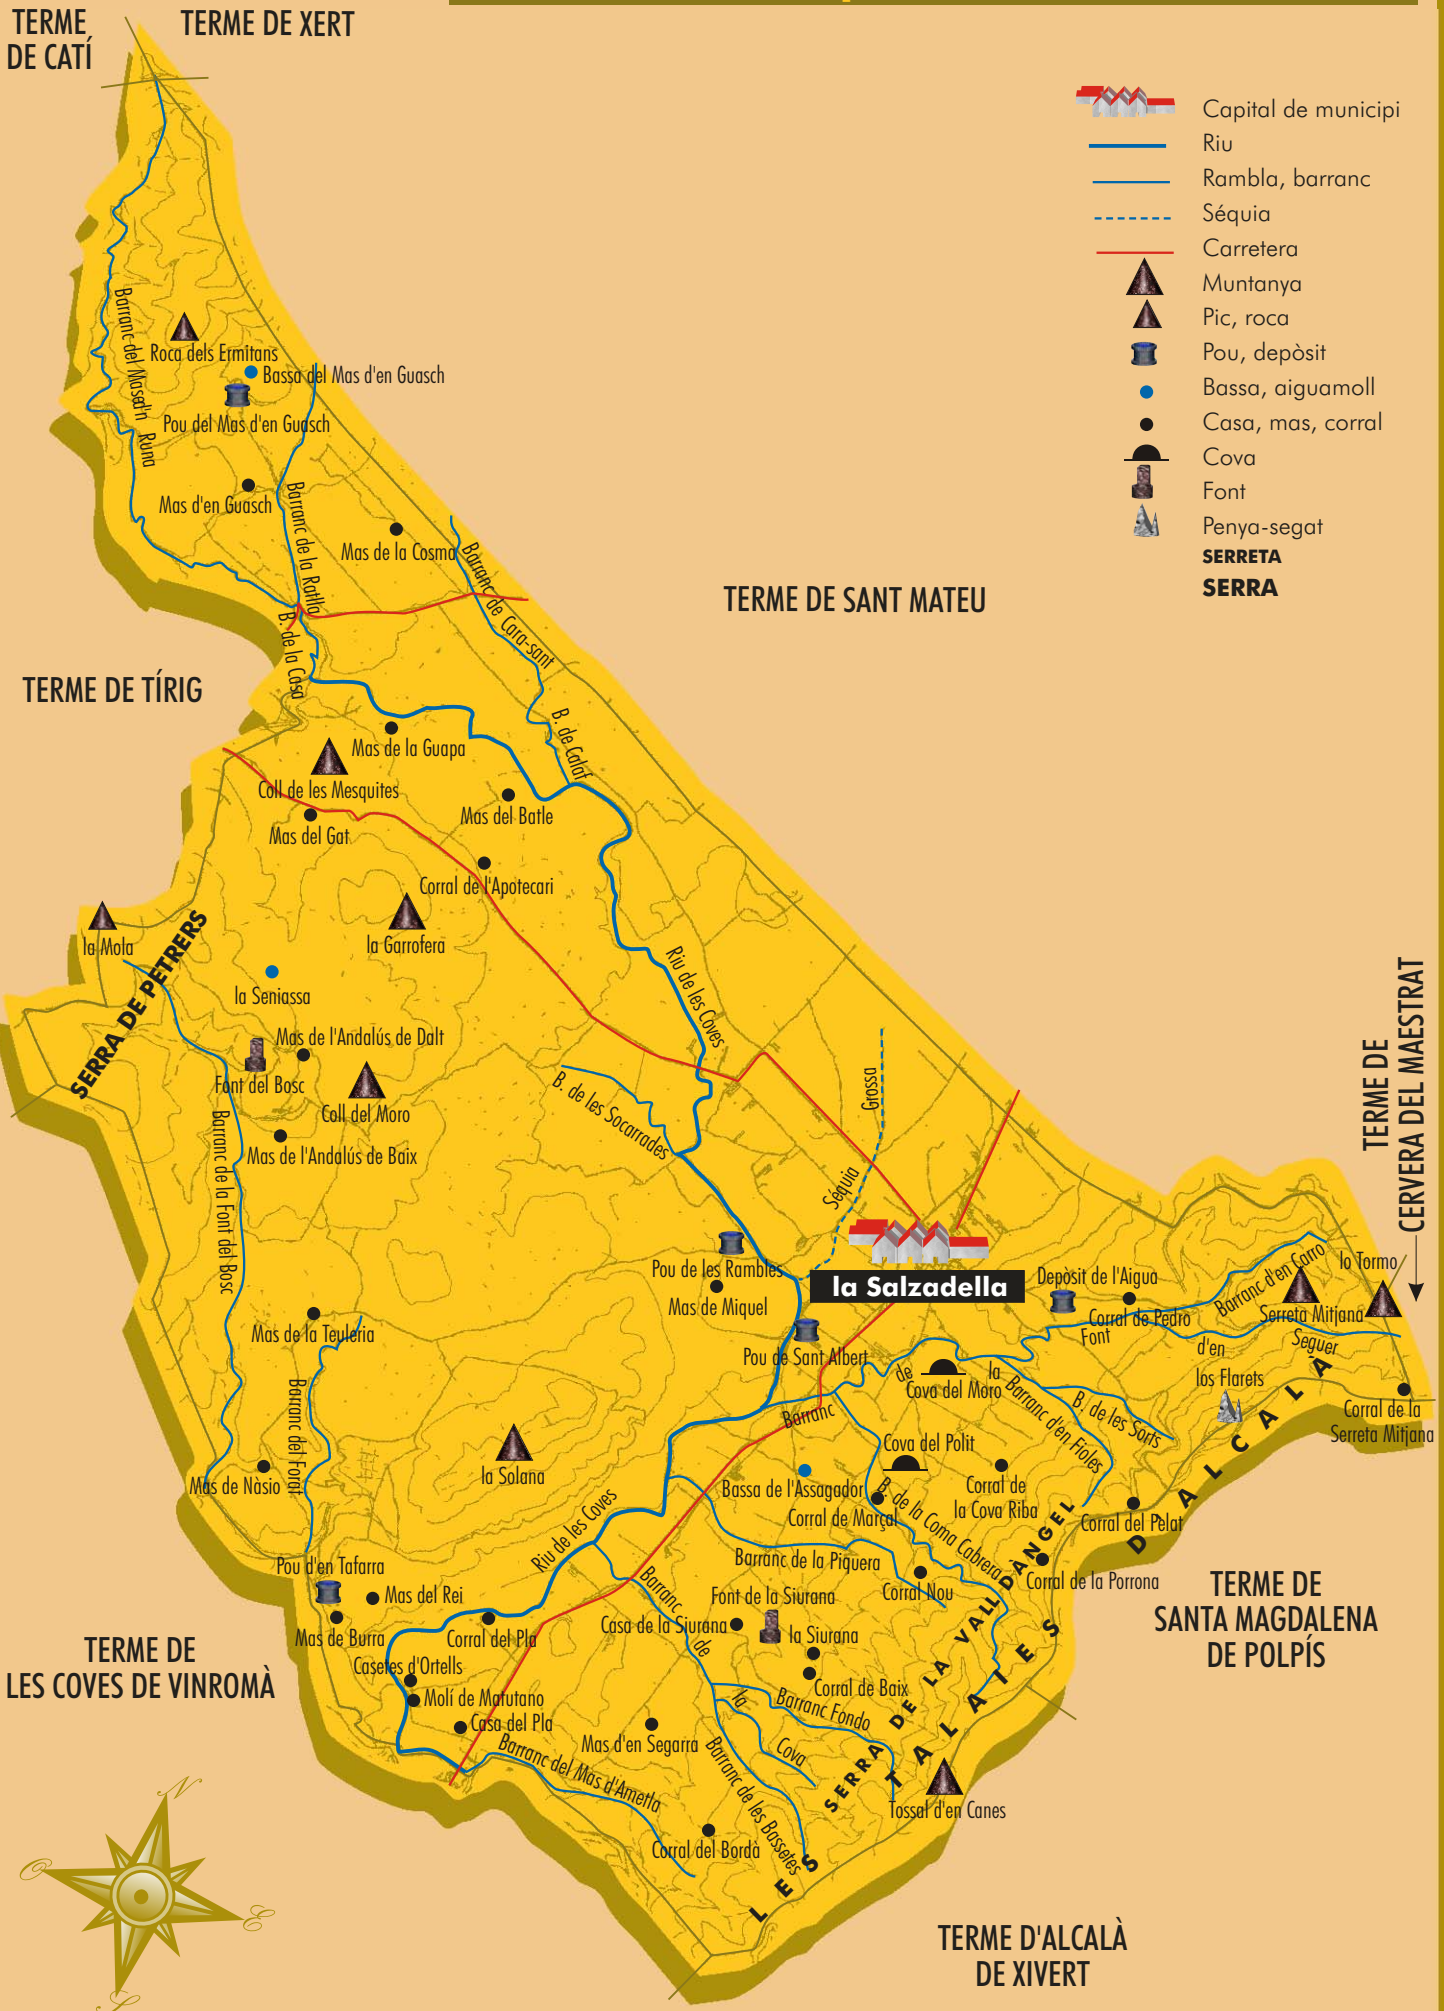 TERME
DE CATÍ
TERME DE XERT
Capital de municipi
Riu
Rambla, barranc
Séquia
Carretera
Muntanya
Pic, roca
Pou, depòsit
Bassa, aiguamoll
Casa, mas, corral
Cova
Font
Penya-segat
SERRETA
SERRA
Barranc del Mas d'n Runa
Roca dels Ermitans
Bassa del Mas d'en Guasch
Pou del Mas d'en Guasch
Mas d'en Guasch
Barranc de la Ratlla
Mas de la Cosma
Barranc de Cara-sant
TERME DE SANT MATEU
B. de la Casa
TERME DE TÍRIG
B. de Calaf
Mas de la Guapa
Coll de les Mesquites
Mas del Gat
Mas del Batle
Corral de l'Apotecari
la Mola
SERRA DE PETRERS
la Garrofera
la Seniassa
Riu de les Coves
Mas de l'Andalús de Dalt
Font del Bosc
Coll del Moro
Mas de l'Andalús de Baix
Barranc de la Font del Bosc
B. de les Socarrades
Séquia Grossa
TERME DE
CERVERA DEL MAESTRAT
la Salzadella
Pou de les Rambles
Mas de Miquel
Pou de Sant Albert
Depòsit de l'Aigua
Corral de Pedro
Barranc d'en Carro
lo Tormo
Serreta Mitjana
Barranc de la Font d'en Seguer
los Flarets
Corral de la
Serreta Mitjana
Cova del Moro
Barranc d'en Fioles
B. de les Sorts
Mas de la Teuleria
Barranc del Forat
Mas de Nàsio
la Solana
Cova del Polit
Bassa de l'Assagador
Corral de Marçal
Corral de
la Cova Riba
B. de la Coma Cabrera
Corral del Pelat
Riu de les Coves
Barranc de la Piquera
Corral Nou
Corral de la Porrona
Pou d'en Tafarra
Mas del Rei
Mas de Burra
Corral del Pla
Casetes d'Ortells
Molí de Matutano
Casa del Pla
Font de la Siurana
Casa de la Siurana
la Siurana
Corral de Baix
Barranc Fondo
Barranc de la Cova
Mas d'en Segarra
Barranc de les Bassetes
Barranc del Mas d'Ametla
Corral del Bordà
Tossal d'en Canes
SERRA DE LA VALL D'ÀNGEL
LES TALAIES D'ALCALÀ
TERME DE
SANTA MAGDALENA
DE POLPÍS
TERME DE
LES COVES DE VINROMÀ
TERME D'ALCALÀ
DE XIVERT
N
O
E
S